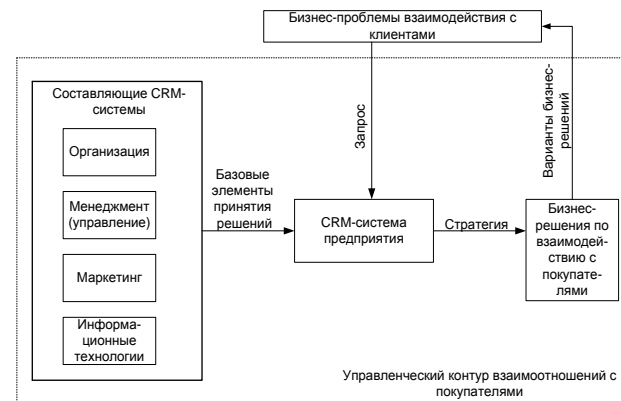 Бизнес-проблемы взаимодействия с
клиентами
Составляющие CRM-
системы
Организация
Менеджмент
(управление)
Маркетинг
Информа-
ционные
технологии
Базовые
элементы
принятия
решений
Запрос
CRM-система
предприятия
Стратегия
Варианты бизнес-
решений
Бизнес-
решения по
взаимодей-
ствию с
покупате-
лями
Управленческий контур взаимоотношений с
покупателями